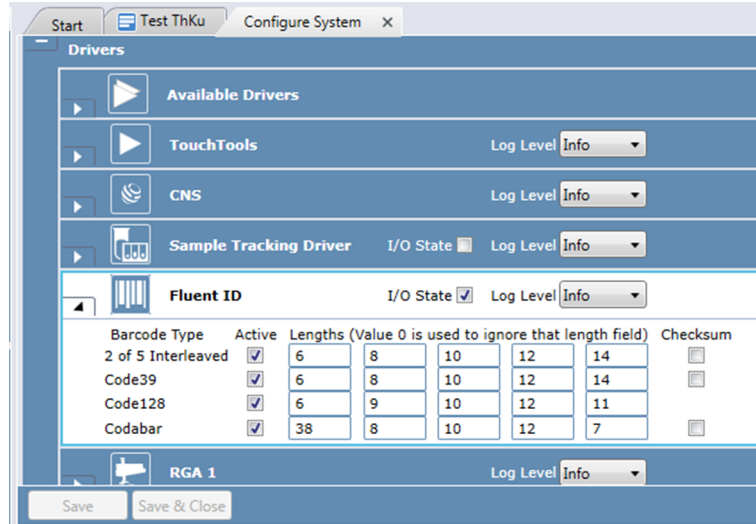 Start Test ThKu Configure System
Drivers
Available Drivers
TouchTools Log Level Info
CNS Log Level Info
Sample Tracking Driver I/O State Log Level Info
Fluent ID I/O State Log Level Info
Barcode Type Active Lengths (Value 0 is used to ignore that length field) Checksum
2 of 5 Interleaved 6 8 10 12 14
Code39 6 8 10 12 14
Code128 6 9 10 12 11
Codabar 38 8 10 12 7
RGA 1 Log Level Info
Save Save & Close